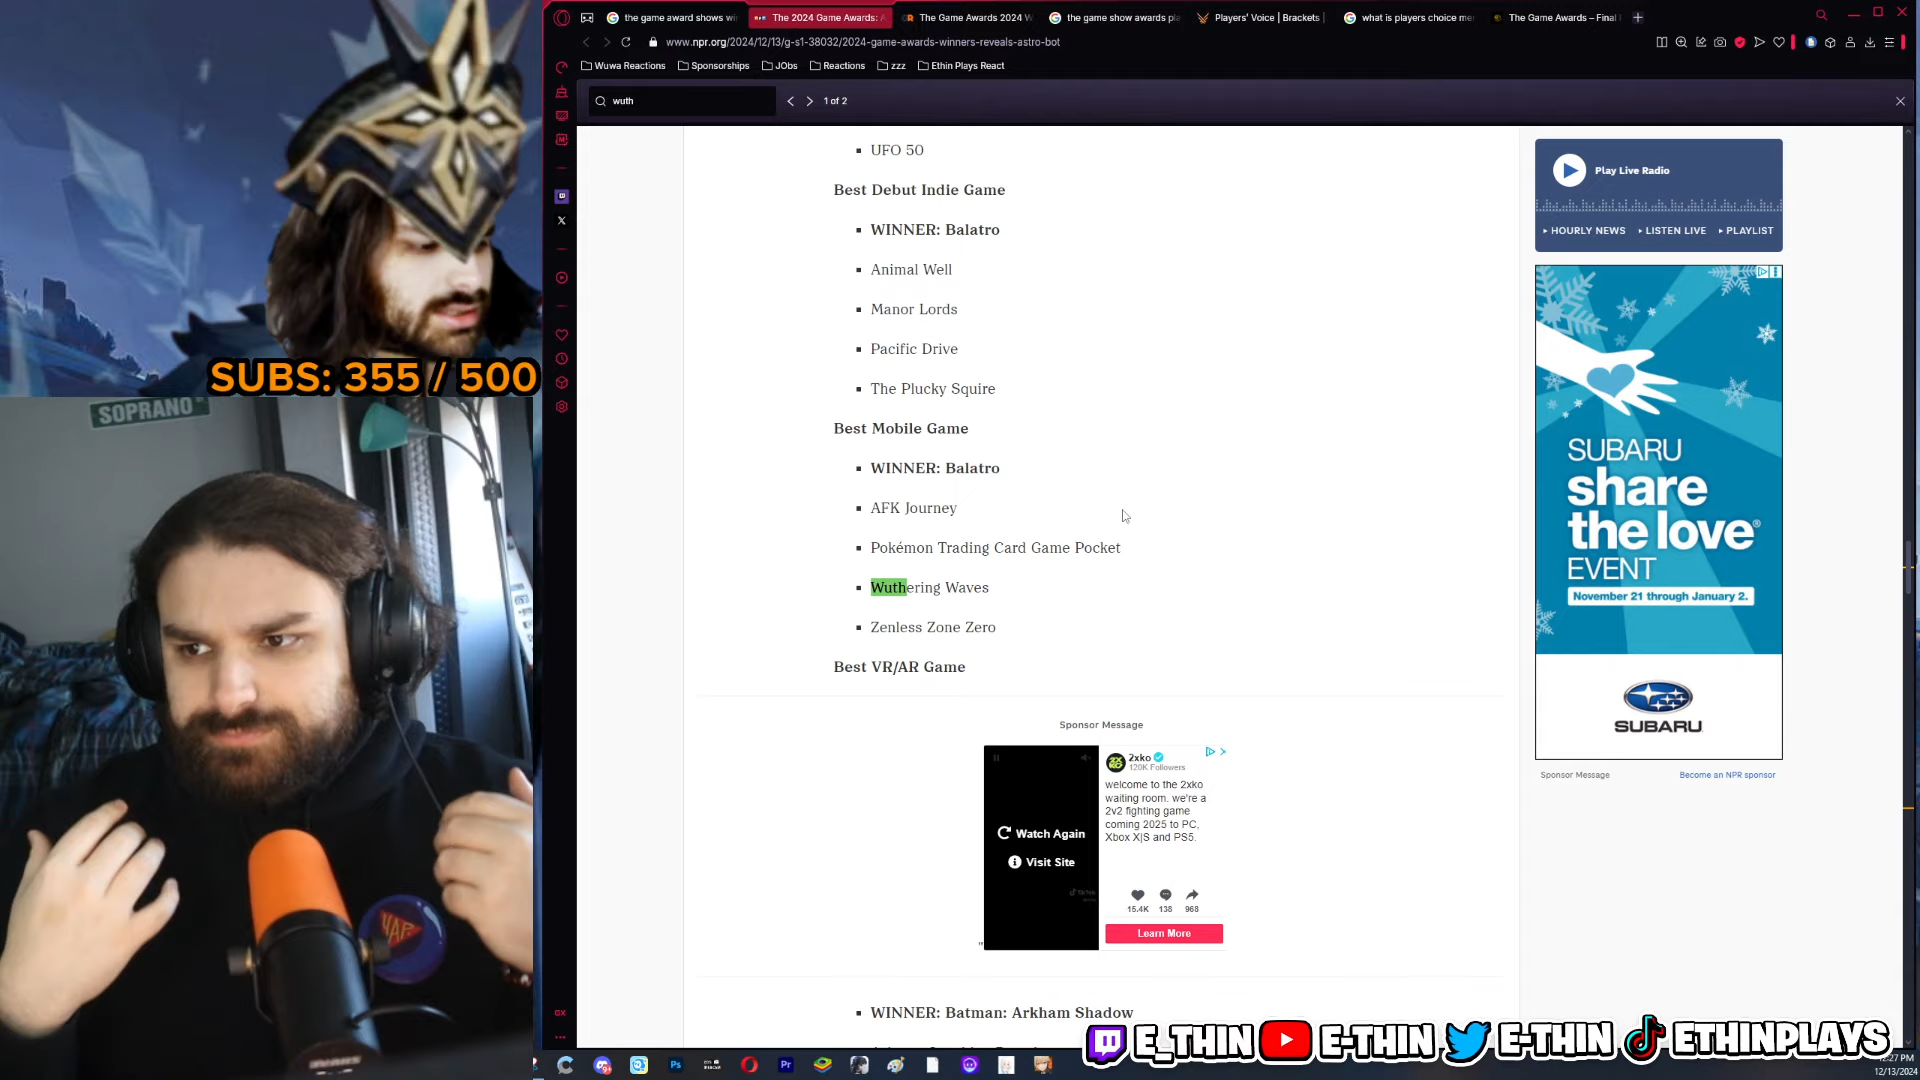 the game award shows wi
The 2024 Game Awards: A
The Game Awards 2024 W
the game show awards pla
Players' Voice | Brackets |
what is players choice me
The Game Awards – Final
www.npr.org/2024/12/13/g-s1-38032/2024-game-awards-winners-reveals-astro-bot
Wuwa Reactions
Sponsorships
JObs
Reactions
zzz
Ethin Plays React
wuth
1 of 2
UFO 50
Best Debut Indie Game
WINNER: Balatro
Animal Well
Manor Lords
Pacific Drive
The Plucky Squire
Best Mobile Game
WINNER: Balatro
AFK Journey
Pokémon Trading Card Game Pocket
Wuthering Waves
Zenless Zone Zero
Best VR/AR Game
Sponsor Message
Watch Again
Visit Site
2xko
120K Followers
welcome to the 2xko
waiting room. we're a
2v2 fighting game
coming 2025 to PC,
Xbox X|S and PS5.
15.4K
138
968
Learn More
WINNER: Batman: Arkham Shadow
Play Live Radio
HOURLY NEWS
LISTEN LIVE
PLAYLIST
SUBARU
share
the love
EVENT
November 21 through January 2.
SUBARU
Sponsor Message
Become an NPR sponsor
SUBS: 355 / 500
SOPRANO
YAP
E_THIN
E-THIN
E-THIN
ETHINPLAYS
12:27 PM
12/13/2024